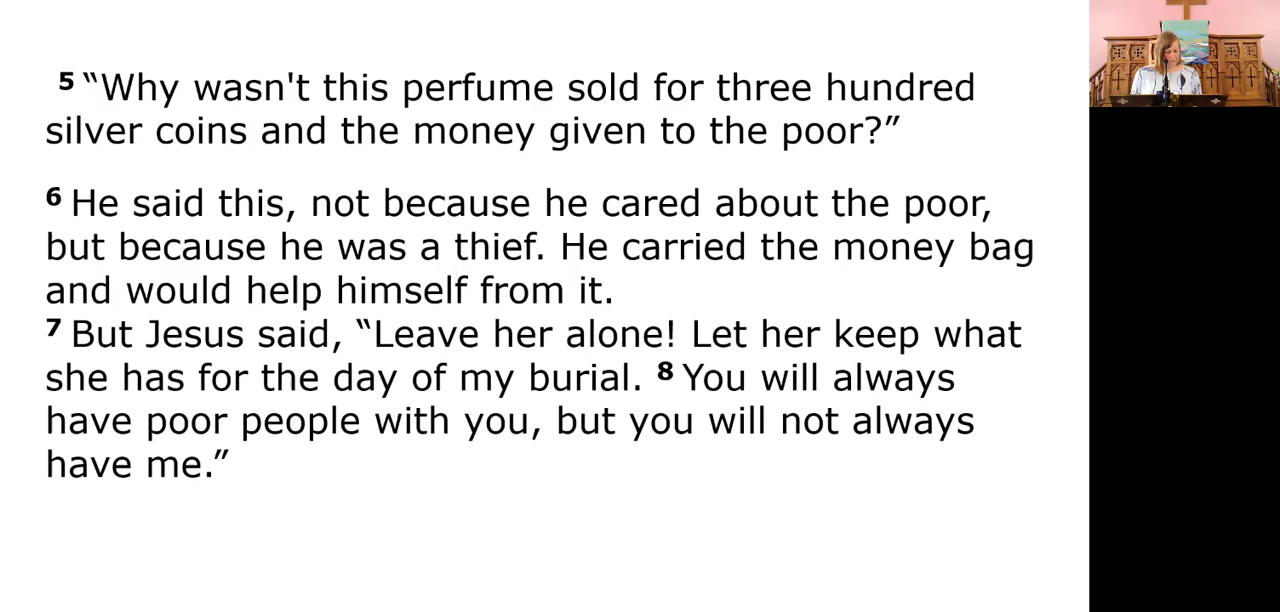 5 “Why wasn't this perfume sold for three hundred
silver coins and the money given to the poor?”
6 He said this, not because he cared about the poor,
but because he was a thief. He carried the money bag
and would help himself from it.
7 But Jesus said, “Leave her alone! Let her keep what
she has for the day of my burial. 8 You will always
have poor people with you, but you will not always
have me.”